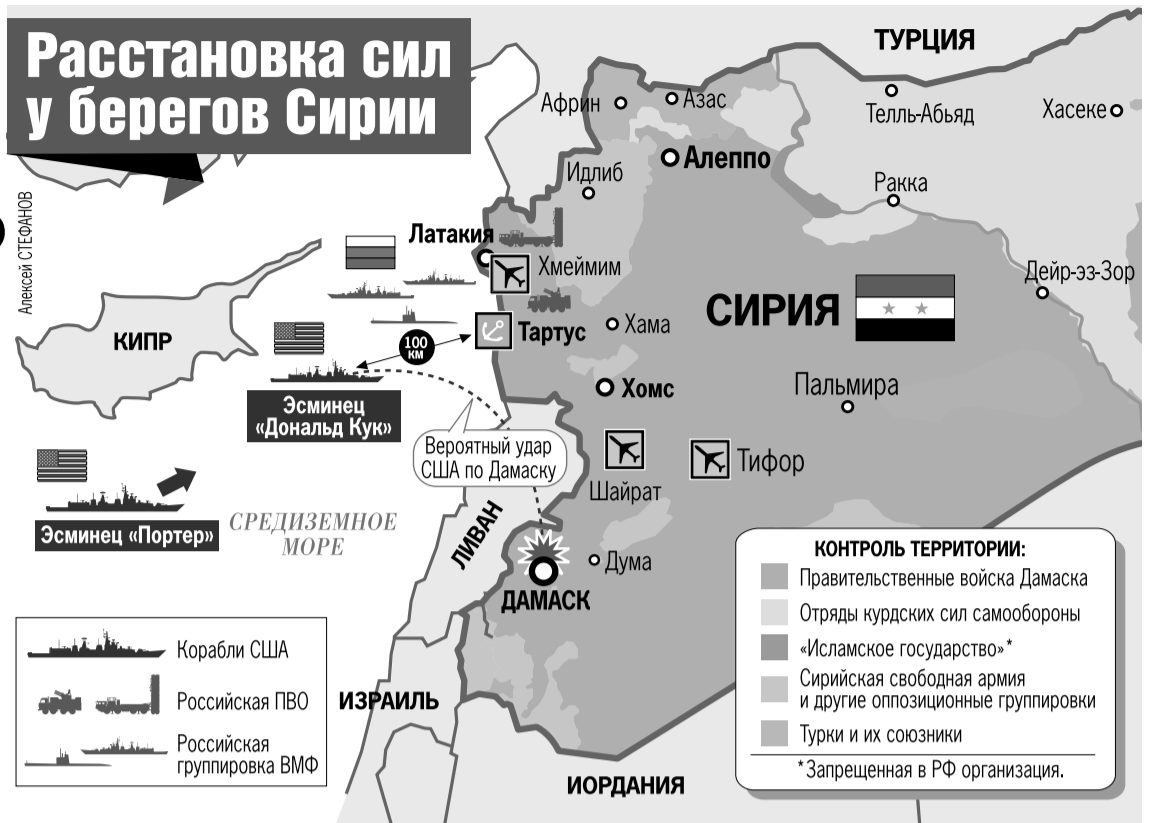 Расстановка сил
у берегов Сирии
Алексей СТЕФАНОВ
ТУРЦИЯ
Африн
Азас
Телль-Абьяд
Хасеке
Алеппо
Идлиб
Ракка
Латакия
Хмеймим
Дейр-эз-Зор
СИРИЯ
КИПР
100
КМ
Тартус
Хама
Хомс
Пальмира
Эсминец
«Дональд Кук»
Вероятный удар
США по Дамаску
Шайрат
Тифор
Эсминец «Портер»
СРЕДИЗЕМНОЕ
МОРЕ
ЛИВАН
Дума
ДАМАСК
ИЗРАИЛЬ
ИОРДАНИЯ
Корабли США
Российская ПВО
Российская
группировка ВМФ
КОНТРОЛЬ ТЕРРИТОРИИ:
Правительственные войска Дамаска
Отряды курдских сил самообороны
«Исламское государство»*
Сирийская свободная армия
и другие оппозиционные группировки
Турки и их союзники
*Запрещенная в РФ организация.